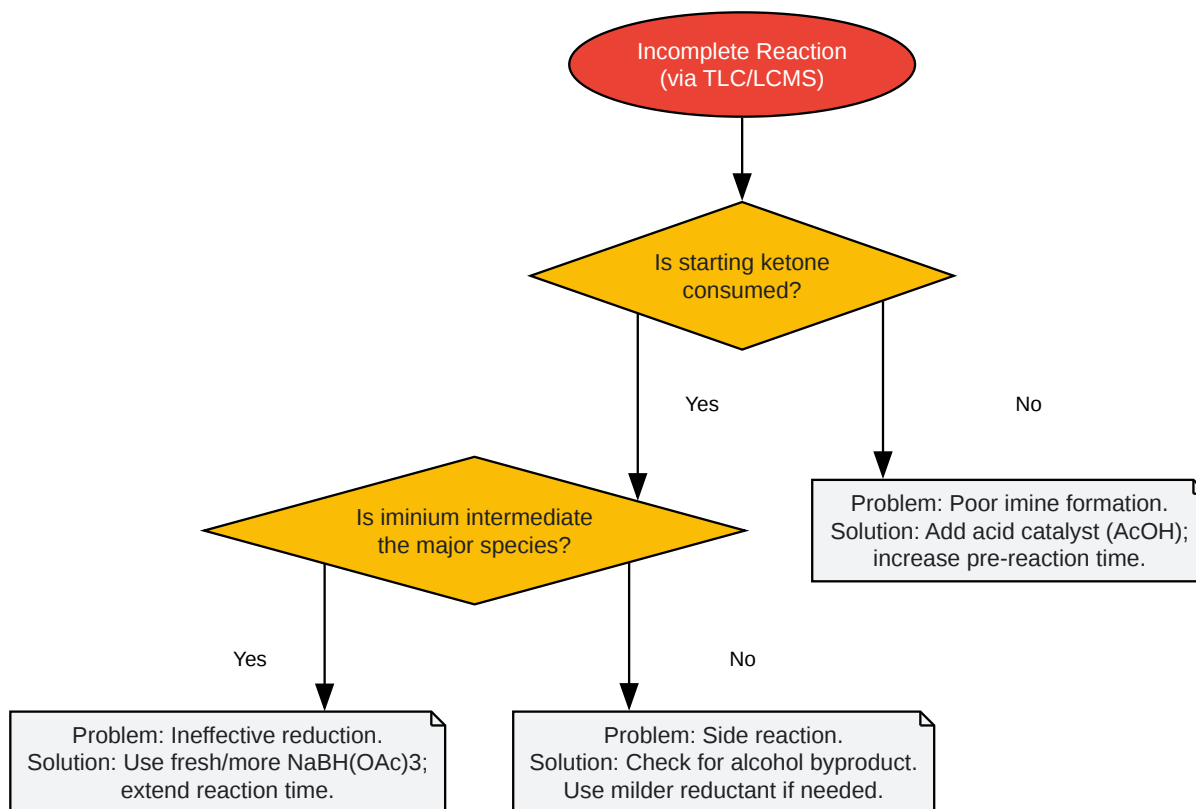 Incomplete Reaction
(via TLC/LCMS)
Is starting ketone
consumed?
Yes
No
Is iminium intermediate
the major species?
Problem: Poor imine formation.
Solution: Add acid catalyst (AcOH);
increase pre-reaction time.
Yes
No
Problem: Ineffective reduction.
Solution: Use fresh/more NaBH(OAc)3;
extend reaction time.
Problem: Side reaction.
Solution: Check for alcohol byproduct.
Use milder reductant if needed.